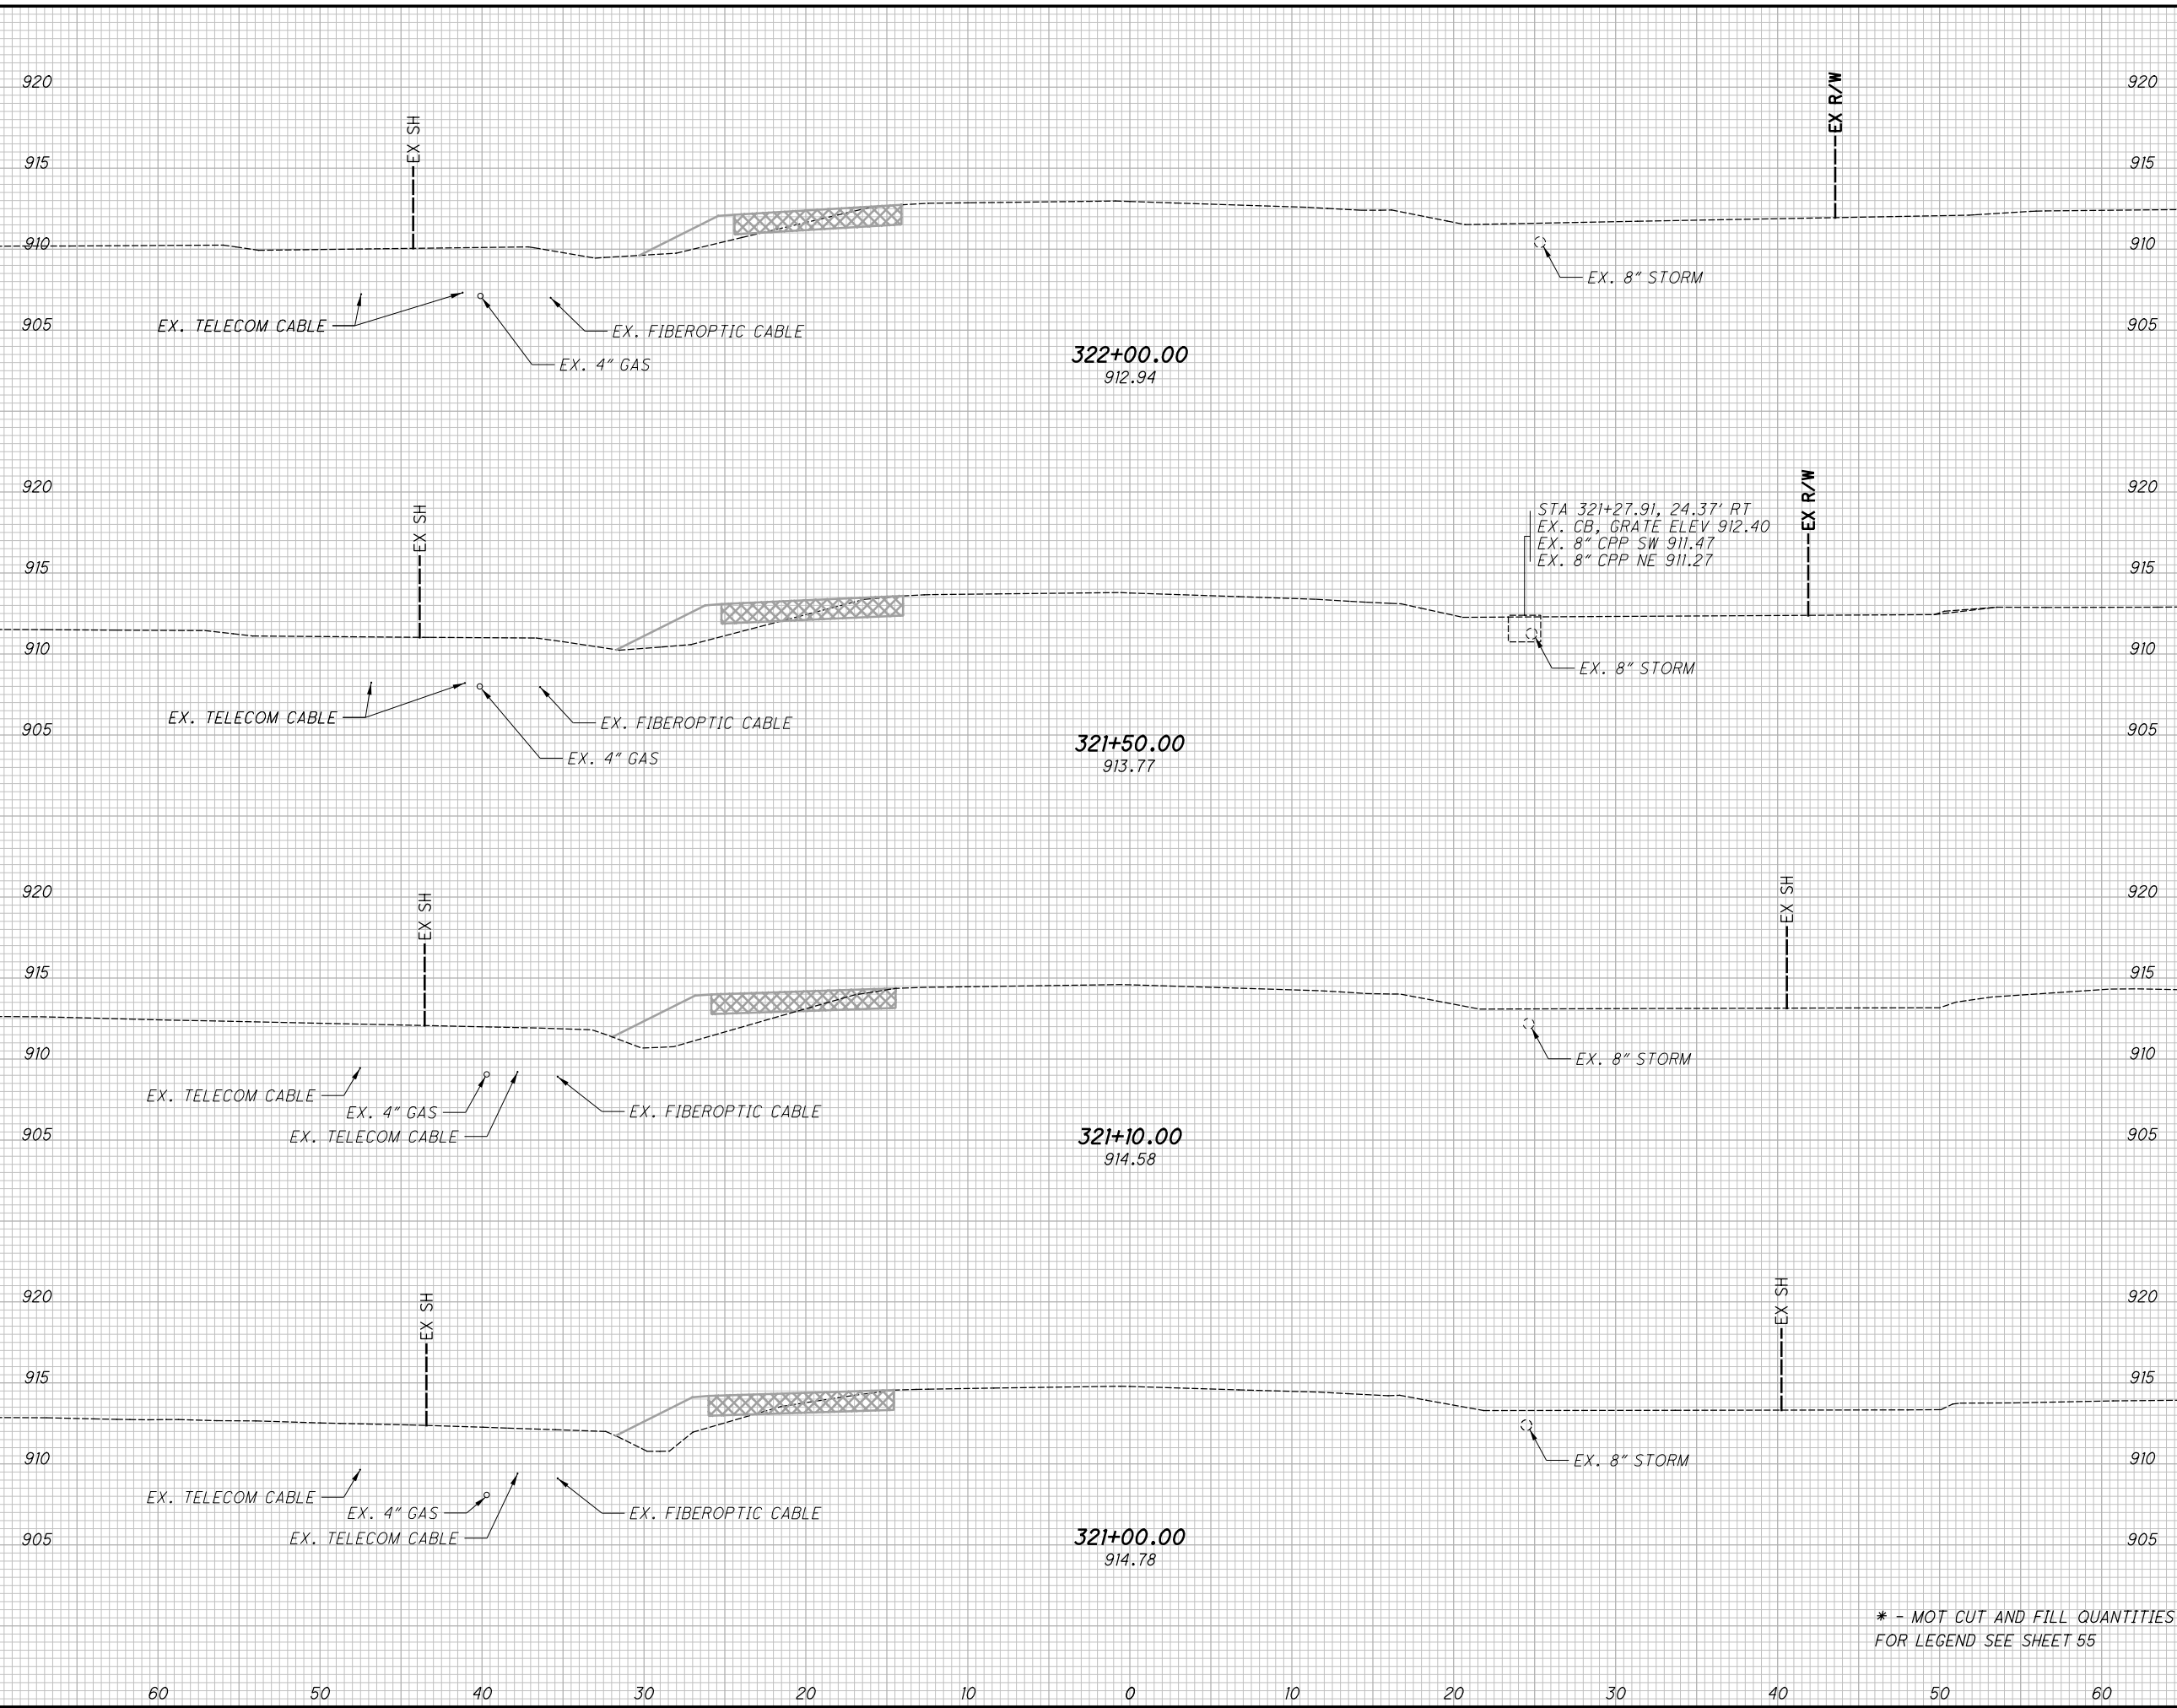 920 920
EX R/W
EX SH
915 915
910 910
EX. 8" STORM
905 905
EX. TELECOM CABLE
EX. FIBEROPTIC CABLE
EX. 4" GAS
322+00.00
912.94
920 920
EX R/W
EX SH
STA 321+27.91, 24.37' RT
EX. CB, GRATE ELEV 912.40
EX. 8" CPP SW 911.47
EX. 8" CPP NE 911.27
915 915
910 910
EX. 8" STORM
EX. TELECOM CABLE
EX. FIBEROPTIC CABLE
905 905
EX. 4" GAS
321+50.00
913.77
920 920
EX SH
EX SH
915 915
910 910
EX. 8" STORM
EX. TELECOM CABLE
EX. 4" GAS
EX. FIBEROPTIC CABLE
EX. TELECOM CABLE
905 905
321+10.00
914.58
920 920
EX SH
EX SH
915 915
910 910
EX. 8" STORM
EX. TELECOM CABLE
EX. 4" GAS
EX. FIBEROPTIC CABLE
EX. TELECOM CABLE
905 905
321+00.00
914.78
* - MOT CUT AND FILL QUANTITIES
FOR LEGEND SEE SHEET 55
60 50 40 30 20 10 0 10 20 30 40 50 60